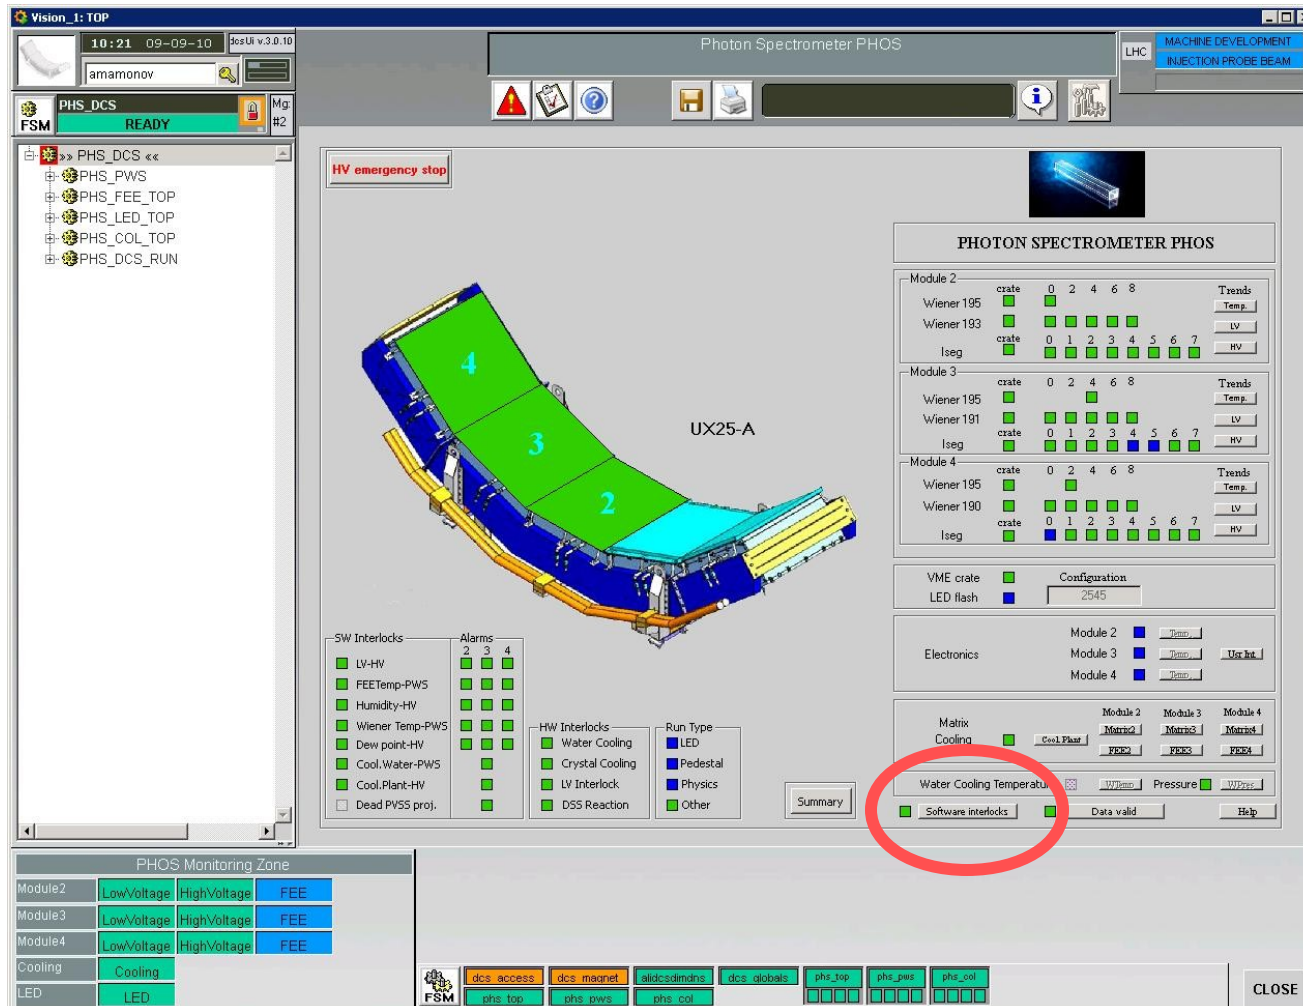 Vision_1: TOP
10:21 09-09-10
dcsUi v.3.0.10
amamonov
Photon Spectrometer PHOS
LHC
MACHINE DEVELOPMENT
INJECTION PROBE BEAM
FSM
PHS_DCS
READY
Mg:
#2
»» PHS_DCS ««
PHS_PWS
PHS_FEE_TOP
PHS_LED_TOP
PHS_COL_TOP
PHS_DCS_RUN
HV emergency stop
4
3
2
UX25-A
PHOTON SPECTROMETER PHOS
Module 2
crate 0 2 4 6 8 Trends
Wiener 195 Temp.
Wiener 193 LV
crate 0 1 2 3 4 5 6 7
Iseg HV
Module 3
crate 0 2 4 6 8 Trends
Wiener 195 Temp.
Wiener 191 LV
crate 0 1 2 3 4 5 6 7
Iseg HV
Module 4
crate 0 2 4 6 8 Trends
Wiener 195 Temp.
Wiener 190 LV
crate 0 1 2 3 4 5 6 7
Iseg HV
VME crate Configuration
LED flash 2545
Electronics
Module 2 Temp.
Module 3 Temp. Usr Int
Module 4 Temp.
Module 2 Module 3 Module 4
Matrix Cooling Cool.Plant Matrix2 Matrix3 Matrix4
FEE2 FEE3 FEE4
Water Cooling Temperature WTemp Pressure WPres
Software interlocks Data valid Help
SW Interlocks Alarms
2 3 4
LV-HV
FEETemp-PWS
Humidity-HV
Wiener Temp-PWS
Dew point-HV
Cool.Water-PWS
Cool.Plant-HV
Dead PVSS proj.
HW Interlocks
Water Cooling
Crystal Cooling
LV Interlock
DSS Reaction
Run Type
LED
Pedestal
Physics
Other
Summary
PHOS Monitoring Zone
Module2 LowVoltage HighVoltage FEE
Module3 LowVoltage HighVoltage FEE
Module4 LowVoltage HighVoltage FEE
Cooling Cooling
LED LED
FSM
dcs_access dcs_magnet alidcsdimdns dcs_globals phs_top phs_pws phs_col
phs_top phs_pws phs_col
CLOSE